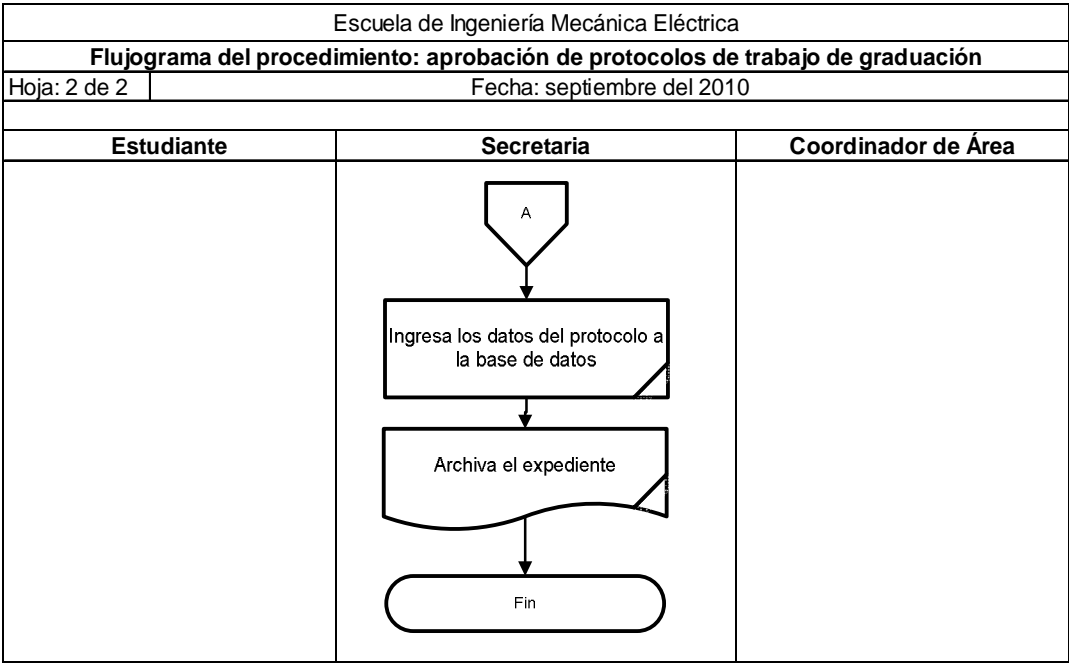 Escuela de Ingeniería Mecánica Eléctrica
Flujograma del procedimiento: aprobación de protocolos de trabajo de graduación
Hoja: 2 de 2 Fecha: septiembre del 2010
Estudiante Secretaria Coordinador de Área
A
Ingresa los datos del protocolo a
la base de datos
Archiva el expediente
Fin